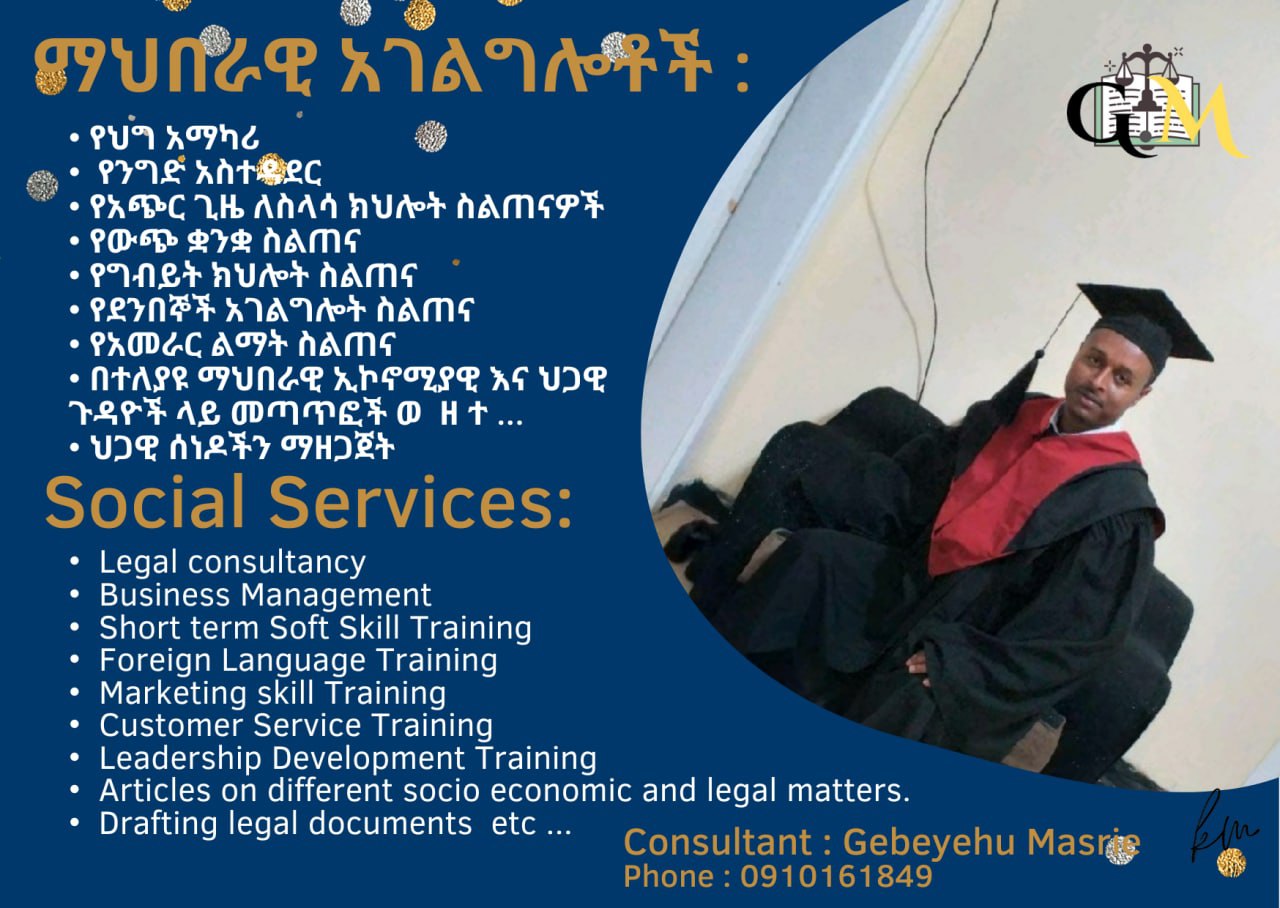 ማህበራዊ አገልግሎቶች :
• የህግ አማካሪ
• የንግድ አስተዳደር
• የአጭር ጊዜ ለስላሳ ክህሎት ስልጠናዎች
• የውጭ ቋንቋ ስልጠና
• የግብይት ክህሎት ስልጠና
• የደንበኞች አገልግሎት ስልጠና
• የአመራር ልማት ስልጠና
• በተለያዩ ማህበራዊ ኢኮኖሚያዊ እና ህጋዊ
ጉዳዮች ላይ መጣጥፎች ወ ዘ ተ ...
• ህጋዊ ሰነዶችን ማዘጋጀት
Social Services:
• Legal consultancy
• Business Management
• Short term Soft Skill Training
• Foreign Language Training
• Marketing skill Training
• Customer Service Training
• Leadership Development Training
• Articles on different socio economic and legal matters.
• Drafting legal documents etc ...
Consultant : Gebeyehu Masrie
Phone : 0910161849
GM
km